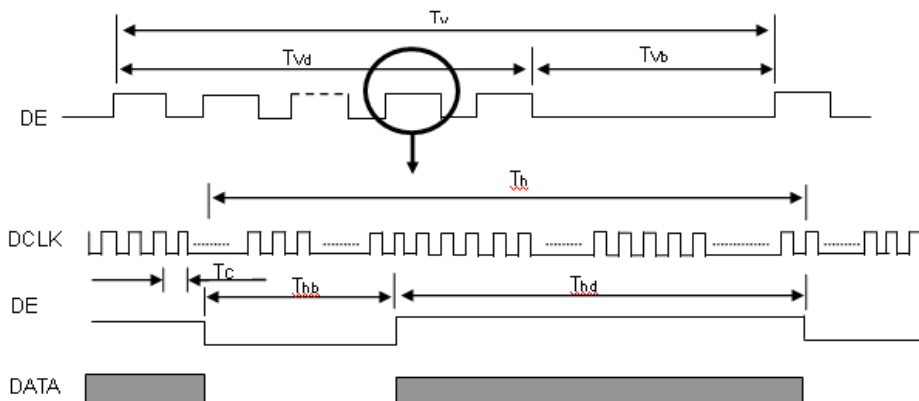 Tv
Tvd
Tvb
DE
Th
DCLK
Tc
Thb
Thd
DE
DATA